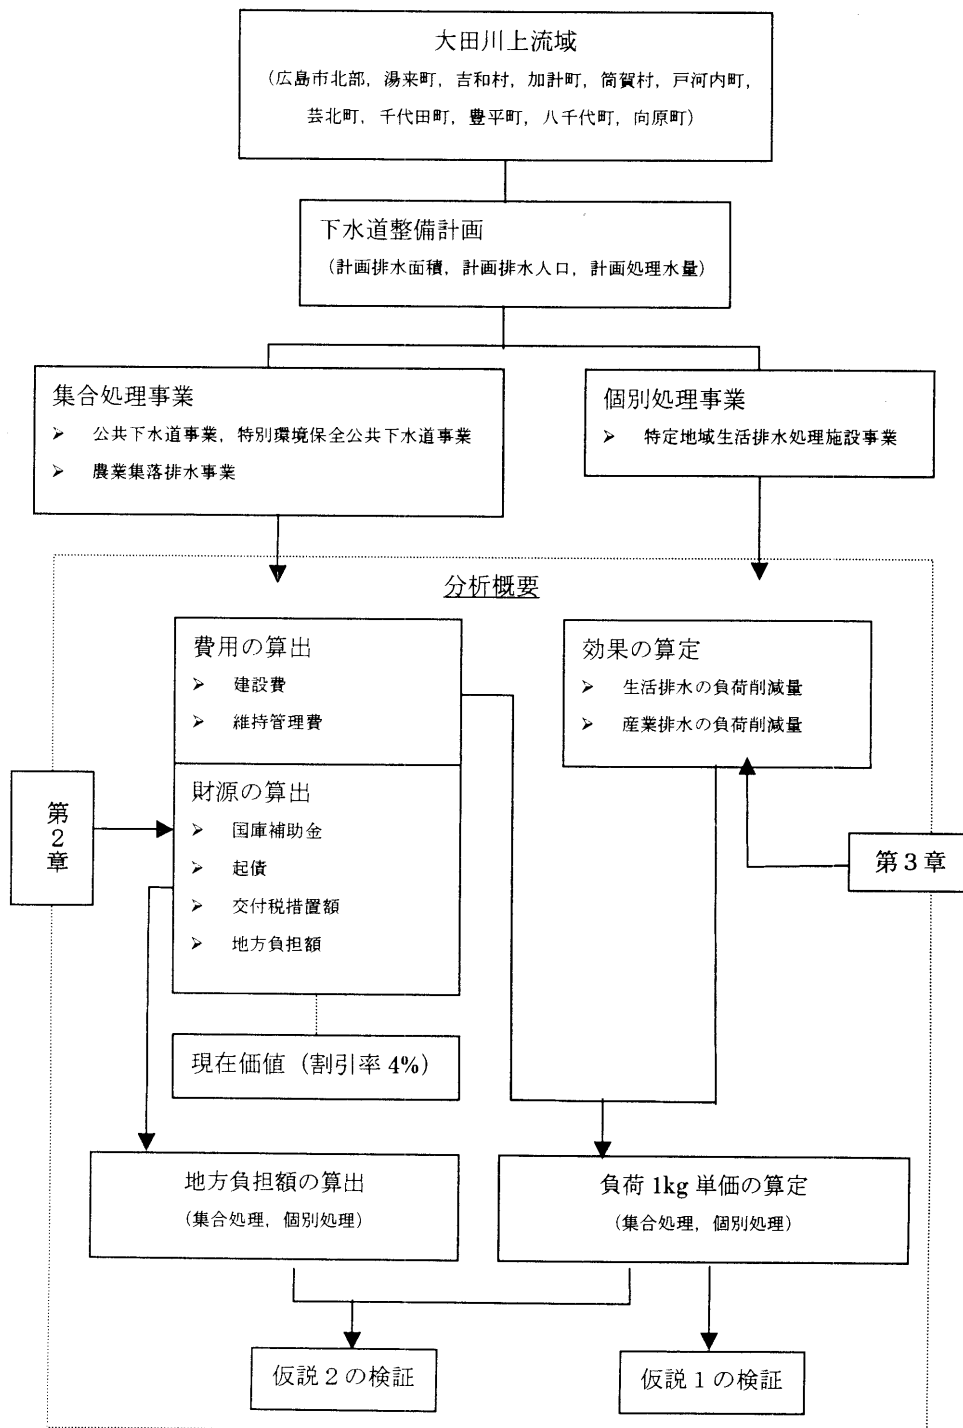 大田川上流域
(広島市北部，湯来町，吉和村，加計町，筒賀村，戸河内町，
芸北町，千代田町，豊平町，八千代町，向原町)
下水道整備計画
(計画排水面積，計画排水人口，計画処理水量)
集合処理事業
➢ 公共下水道事業，特別環境保全公共下水道事業
➢ 農業集落排水事業
個別処理事業
➢ 特定地域生活排水処理施設事業
分析概要
費用の算出
➢ 建設費
➢ 維持管理費
効果の算定
➢ 生活排水の負荷削減量
➢ 産業排水の負荷削減量
第2章
財源の算出
➢ 国庫補助金
➢ 起債
➢ 交付税措置額
➢ 地方負担額
第3章
現在価値（割引率 4%）
地方負担額の算出
(集合処理，個別処理)
負荷 1kg 単価の算定
(集合処理，個別処理)
仮説2の検証
仮説1の検証